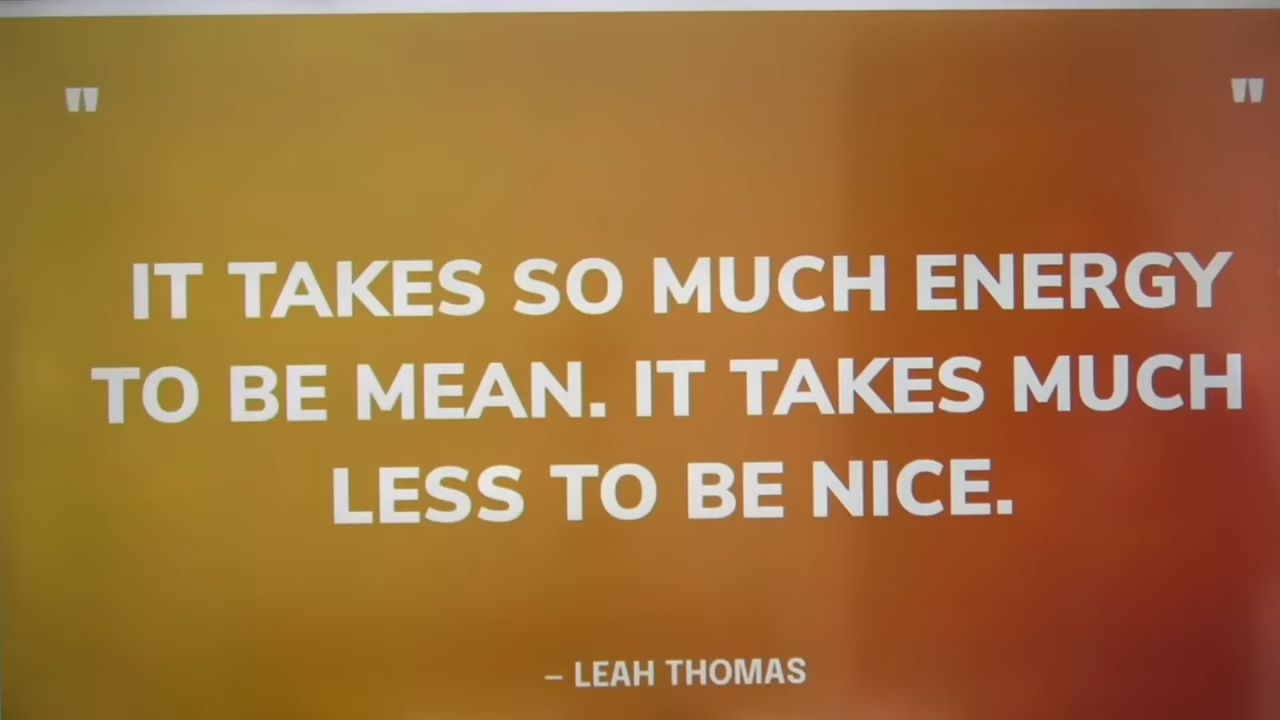 " "
IT TAKES SO MUCH ENERGY
TO BE MEAN. IT TAKES MUCH
LESS TO BE NICE.
– LEAH THOMAS